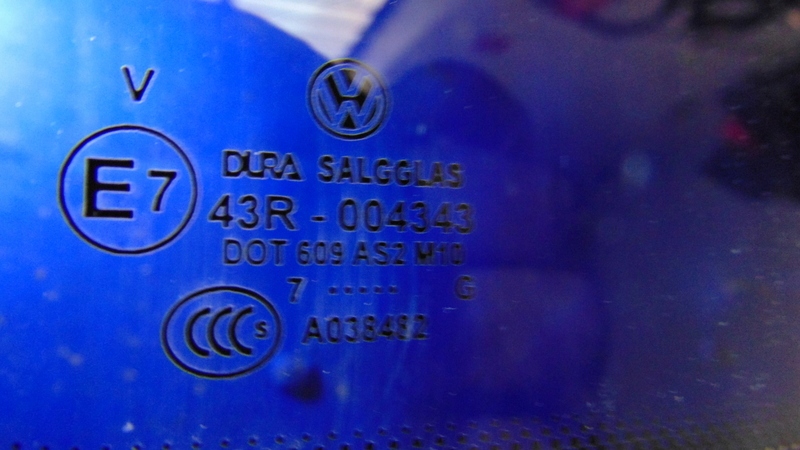 V
E7
DURA SALGGLAS
43R - 004343
DOT 609 AS2 M10
7 ····· G
CCC S
A038482